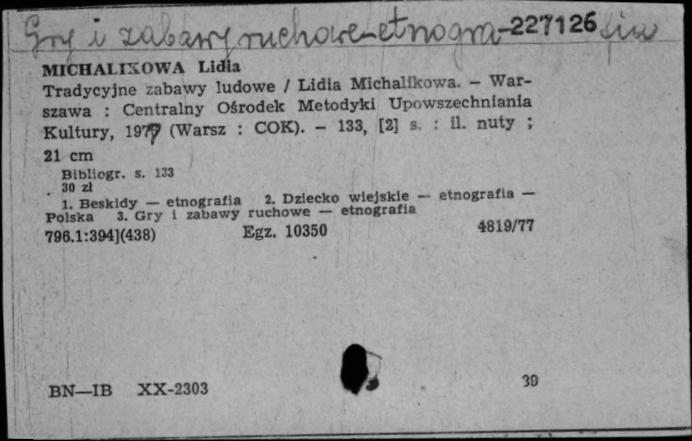 Gry i zabawy ruchowe-etnogra-227126fia
MICHALIKOWA Lidia
Tradycyjne zabawy ludowe / Lidia Michalikowa. — War-
szawa : Centralny Ośrodek Metodyki Upowszechniania
Kultury, 1977 (Warsz : COK). — 133, [2] s. : il. nuty ;
21 cm
Bibliogr. s. 133
30 zł
1. Beskidy — etnografia 2. Dziecko wiejskie — etnografia —
Polska 3. Gry i zabawy ruchowe — etnografia
796.1:394](438) Egz. 10350 4819/77
BN—IB XX-2303 39